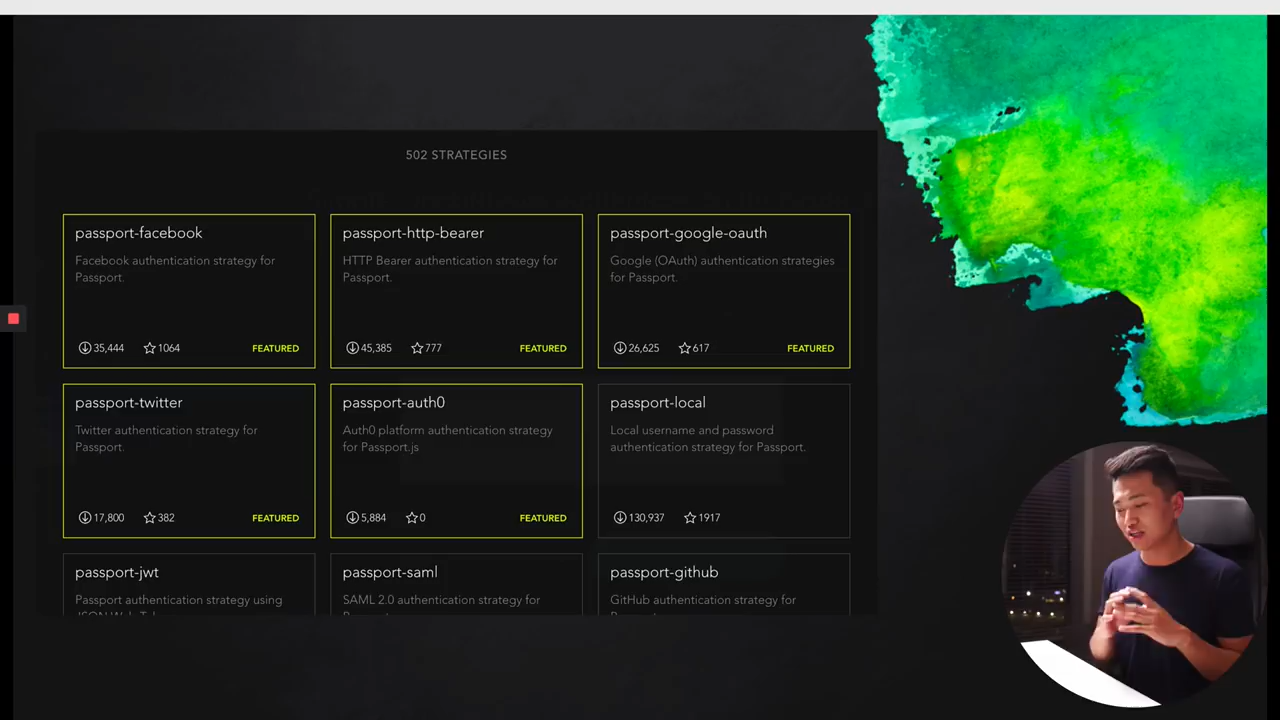 502 STRATEGIES
passport-facebook
Facebook authentication strategy for
Passport.
35,444 1064 FEATURED
passport-http-bearer
HTTP Bearer authentication strategy for
Passport.
45,385 777 FEATURED
passport-google-oauth
Google (OAuth) authentication strategies
for Passport.
26,625 617 FEATURED
passport-twitter
Twitter authentication strategy for
Passport.
17,800 382 FEATURED
passport-auth0
Auth0 platform authentication strategy
for Passport.js
5,884 0 FEATURED
passport-local
Local username and password
authentication strategy for Passport.
130,937 1917
passport-jwt
Passport authentication strategy using
passport-saml
SAML 2.0 authentication strategy for
passport-github
GitHub authentication strategy for